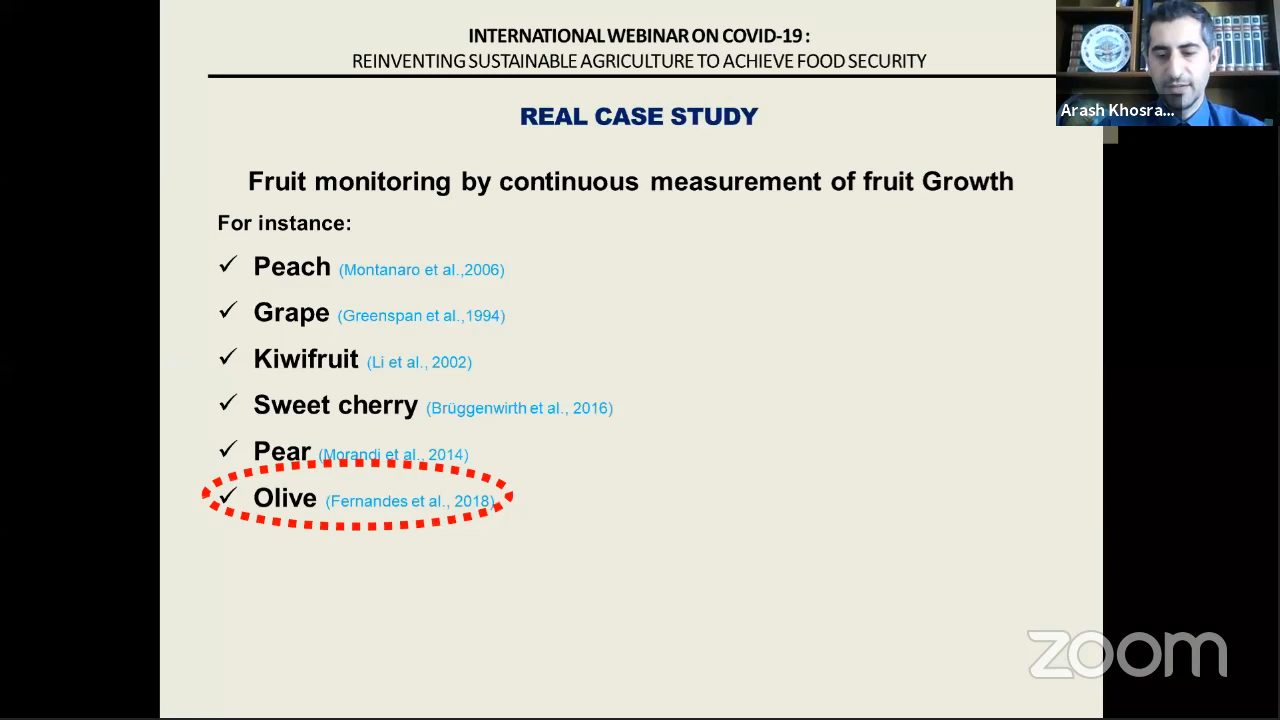 INTERNATIONAL WEBINAR ON COVID-19 :
REINVENTING SUSTAINABLE AGRICULTURE TO ACHIEVE FOOD SECURITY
Arash Khosra...
REAL CASE STUDY
Fruit monitoring by continuous measurement of fruit Growth
For instance:
✓ Peach (Montanaro et al.,2006)
✓ Grape (Greenspan et al.,1994)
✓ Kiwifruit (Li et al., 2002)
✓ Sweet cherry (Brüggenwirth et al., 2016)
✓ Pear (Morandi et al., 2014)
✓ Olive (Fernandes et al., 2018)
zoom